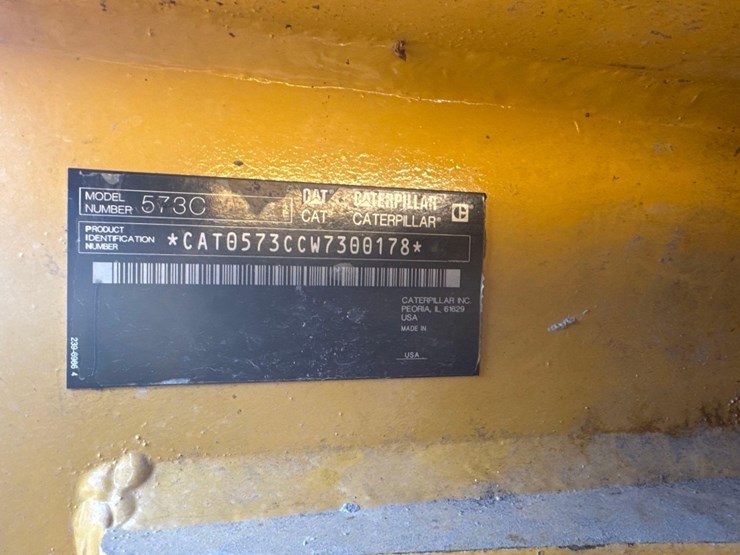 MODEL NUMBER 573C
CAT CATERPILLAR
CAT CATERPILLAR®
PRODUCT IDENTIFICATION NUMBER *CAT0573CCW7300178*
CATERPILLAR INC.
PEORIA, IL 61629
USA
MADE IN
USA
239-6966 4